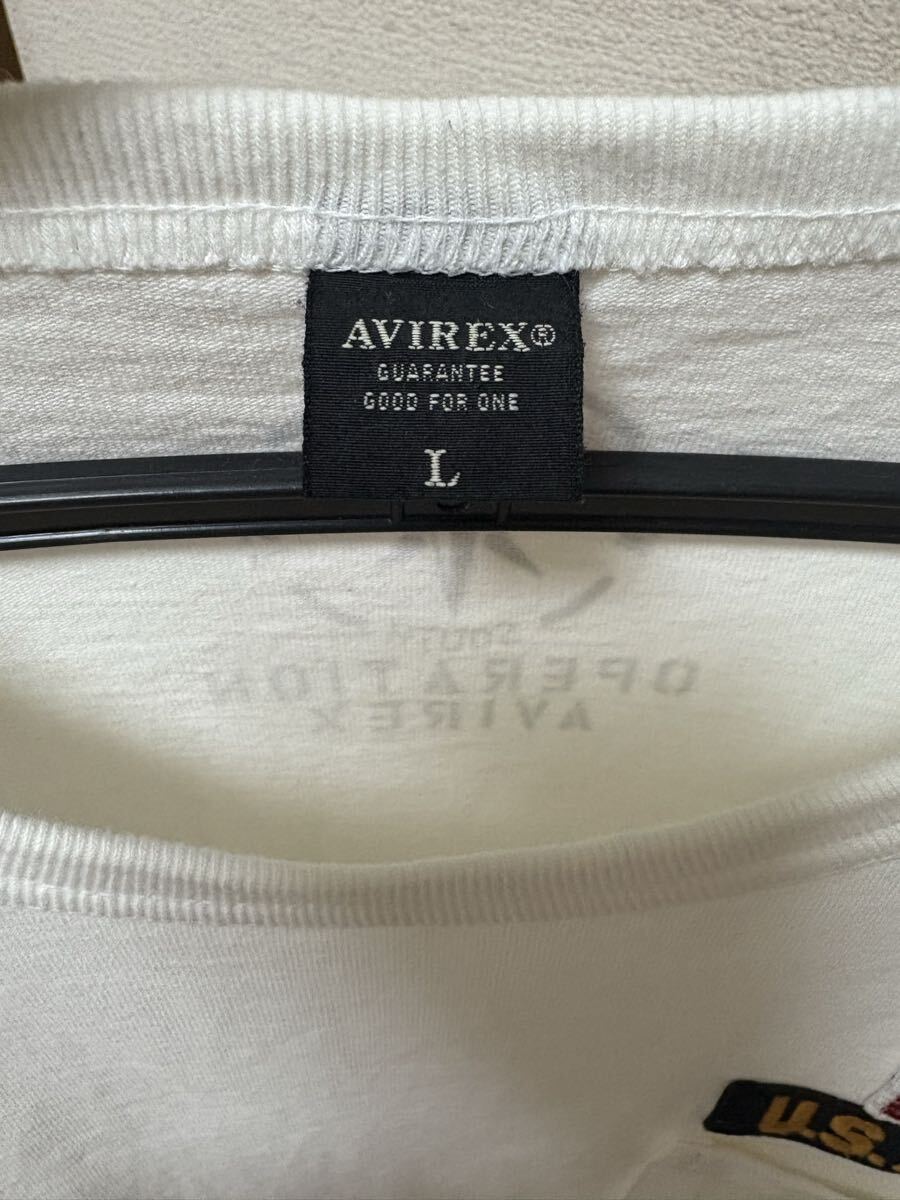 AVIREX®
GUARANTEE
GOOD FOR ONE
L
OPERATION
AVIREX
U.S.